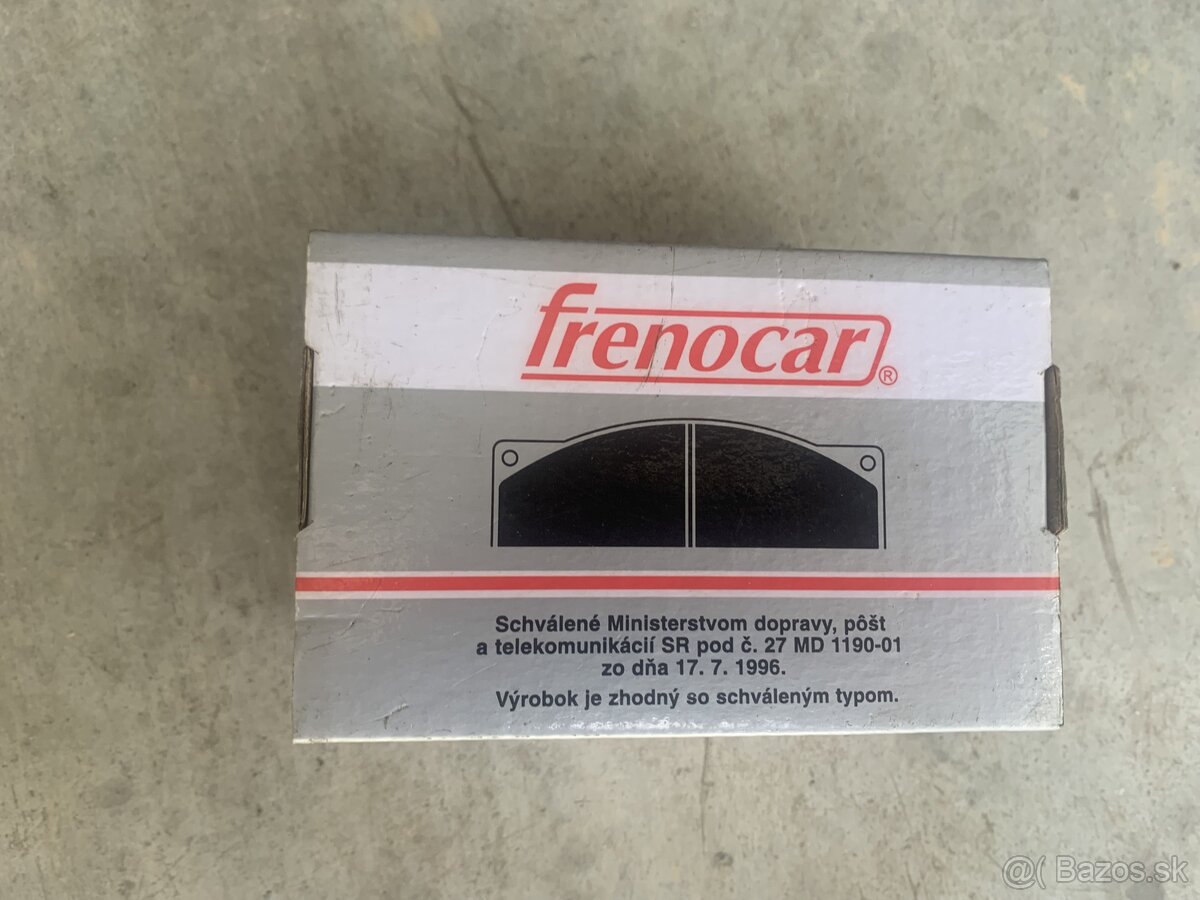 frenocar®
Schválené Ministerstvom dopravy, pôšt
a telekomunikácií SR pod č. 27 MD 1190-01
zo dňa 17. 7. 1996.
Výrobok je zhodný so schváleným typom.
@( Bazos.sk